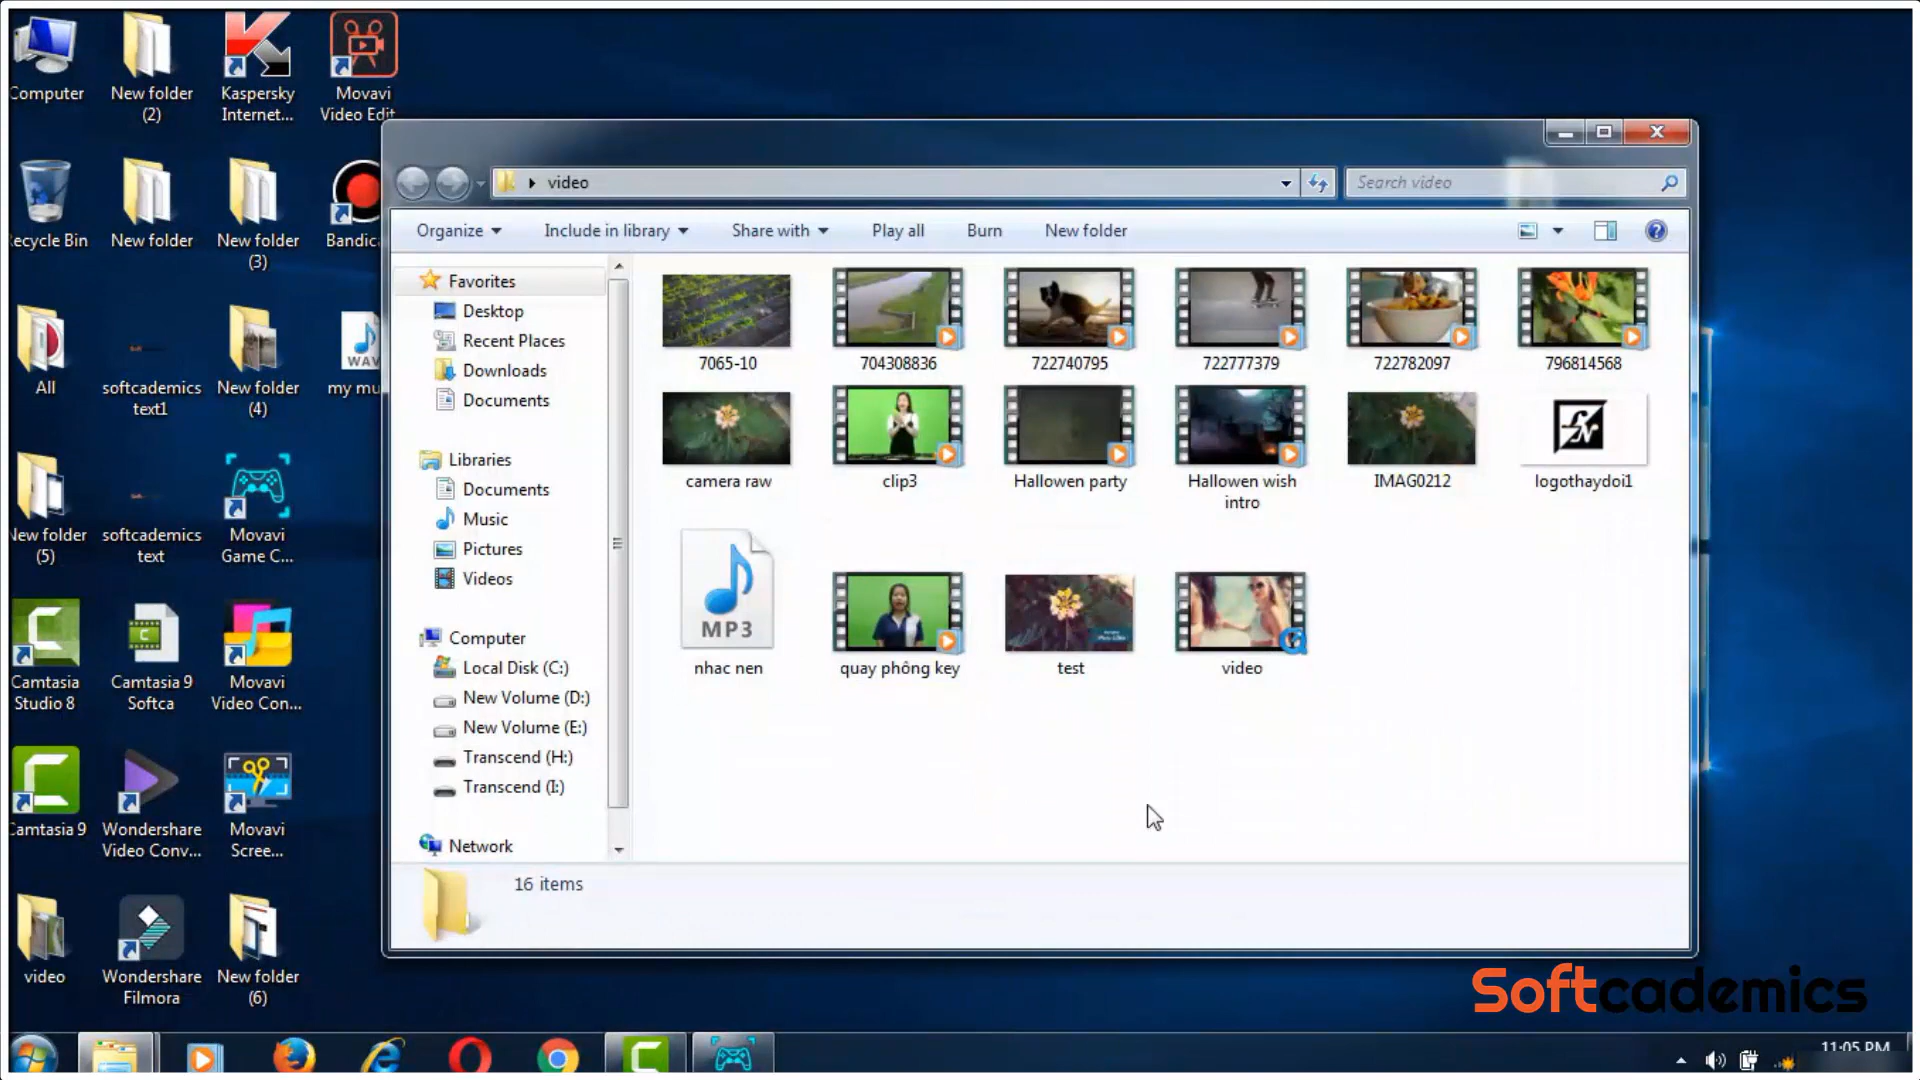 Computer
New folder
(2)
Kaspersky
Internet...
Movavi
Video Edit
Recycle Bin
New folder
New folder
(3)
Bandic
All
softcademics
text1
New folder
(4)
WAV
my mu
New folder
(5)
softcademics
text
Movavi
Game C...
Camtasia
Studio 8
Camtasia 9
Softca
Movavi
Video Con...
Camtasia 9
Wondershare
Video Conv...
Movavi
Scree...
video
Wondershare
Filmora
New folder
(6)
video
Search video
Organize
Include in library
Share with
Play all
Burn
New folder
Favorites
Desktop
Recent Places
Downloads
Documents
Libraries
Documents
Music
Pictures
Videos
Computer
Local Disk (C:)
New Volume (D:)
New Volume (E:)
Transcend (H:)
Transcend (I:)
Network
7065-10
704308836
722740795
722777379
722782097
796814568
camera raw
clip3
Hallowen party
Hallowen wish
intro
IMAG0212
logothaydoi1
MP3
nhac nen
quay phông key
test
video
16 items
Softcademics
11:05 PM